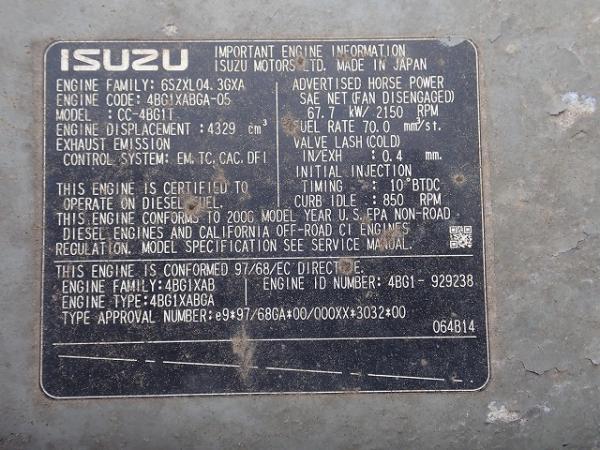 ISUZU
IMPORTANT ENGINE INFORMATION
ISUZU MOTORS LTD. MADE IN JAPAN
ENGINE FAMILY: 6SZXL04.3GXA
ENGINE CODE: 4BG1XABGA-05
MODEL : CC-4BG1T
ENGINE DISPLACEMENT: 4329 cm³
EXHAUST EMISSION
CONTROL SYSTEM: EM, TC, CAC, DFI
THIS ENGINE IS CERTIFIED TO
OPERATE ON DIESEL FUEL.
ADVERTISED HORSE POWER
SAE NET(FAN DISENGAGED)
67.7 kW/ 2150 RPM
FUEL RATE 70.0 mm³/st.
VALVE LASH(COLD)
IN/EXH : 0.4 mm.
INITIAL INJECTION
TIMING : 10°BTDC
CURB IDLE : 850 RPM
THIS ENGINE CONFORMS TO 2006 MODEL YEAR U.S. EPA NON-ROAD
DIESEL ENGINES AND CALIFORNIA OFF-ROAD CI ENGINES
REGULATION. MODEL SPECIFICATION SEE SERVICE MANUAL.
THIS ENGINE IS CONFORMED 97/68/EC DIRECTIVE.
ENGINE FAMILY:4BG1XAB
ENGINE ID NUMBER: 4BG1- 929238
ENGINE TYPE:4BG1XABGA
TYPE APPROVAL NUMBER:e9*97/68GA*00/000XX*3032*00
064B14